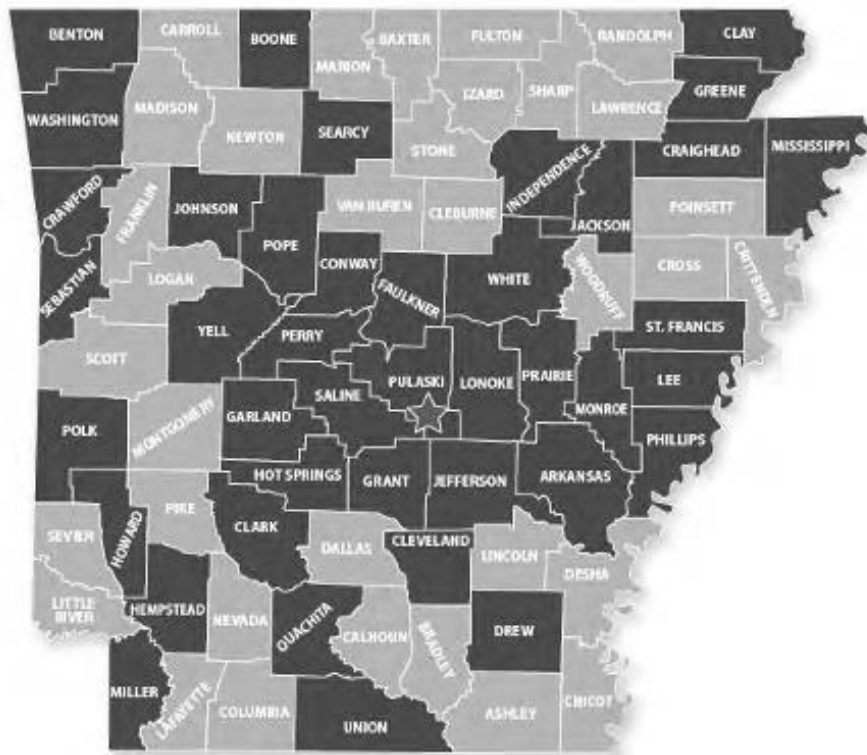 BENTON
CARROLL
BOONE
MARION
BAXTER
FULTON
RANDOLPH
CLAY
GREENE
WASHINGTON
MADISON
NEWTON
SEARCY
STONE
IZARD
SHARP
LAWRENCE
CRAIGHEAD
MISSISSIPPI
INDEPENDENCE
CRAWFORD
FRANKLIN
JOHNSON
POPE
VAN BUREN
CLEBURNE
JACKSON
POINSETT
SEBASTIAN
LOGAN
CONWAY
FAULKNER
WHITE
WOODRUFF
CROSS
CRITTENDEN
YELL
PERRY
ST. FRANCIS
SCOTT
PULASKI
LONOKE
PRAIRIE
LEE
SALINE
MONROE
POLK
MONTGOMERY
GARLAND
PHILLIPS
HOT SPRINGS
GRANT
JEFFERSON
ARKANSAS
HOWARD
PIKE
CLARK
SEVIER
DALLAS
CLEVELAND
LINCOLN
DESHA
LITTLE
RIVER
HEMPSTEAD
NEVADA
OUACHITA
CALHOUN
BRADLEY
DREW
MILLER
LAFAYETTE
COLUMBIA
UNION
ASHLEY
CHICOT